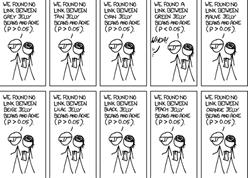 WE FOUND NO
LINK BETWEEN
GREY JELLY
BEANS AND ACNE
(P > 0.05).
WE FOUND NO
LINK BETWEEN
TAN JELLY
BEANS AND ACNE
(P > 0.05).
WE FOUND NO
LINK BETWEEN
CYAN JELLY
BEANS AND ACNE
(P > 0.05).
WE FOUND A
LINK BETWEEN
GREEN JELLY
BEANS AND ACNE
(P < 0.05).
WHOA!
WE FOUND NO
LINK BETWEEN
MAUVE JELLY
BEANS AND ACNE
(P > 0.05).
WE FOUND NO
LINK BETWEEN
BEIGE JELLY
BEANS AND ACNE
(P > 0.05).
WE FOUND NO
LINK BETWEEN
LILAC JELLY
BEANS AND ACNE
(P > 0.05).
WE FOUND NO
LINK BETWEEN
BLACK JELLY
BEANS AND ACNE
(P > 0.05).
WE FOUND NO
LINK BETWEEN
PEACH JELLY
BEANS AND ACNE
(P > 0.05).
WE FOUND NO
LINK BETWEEN
ORANGE JELLY
BEANS AND ACNE
(P > 0.05).